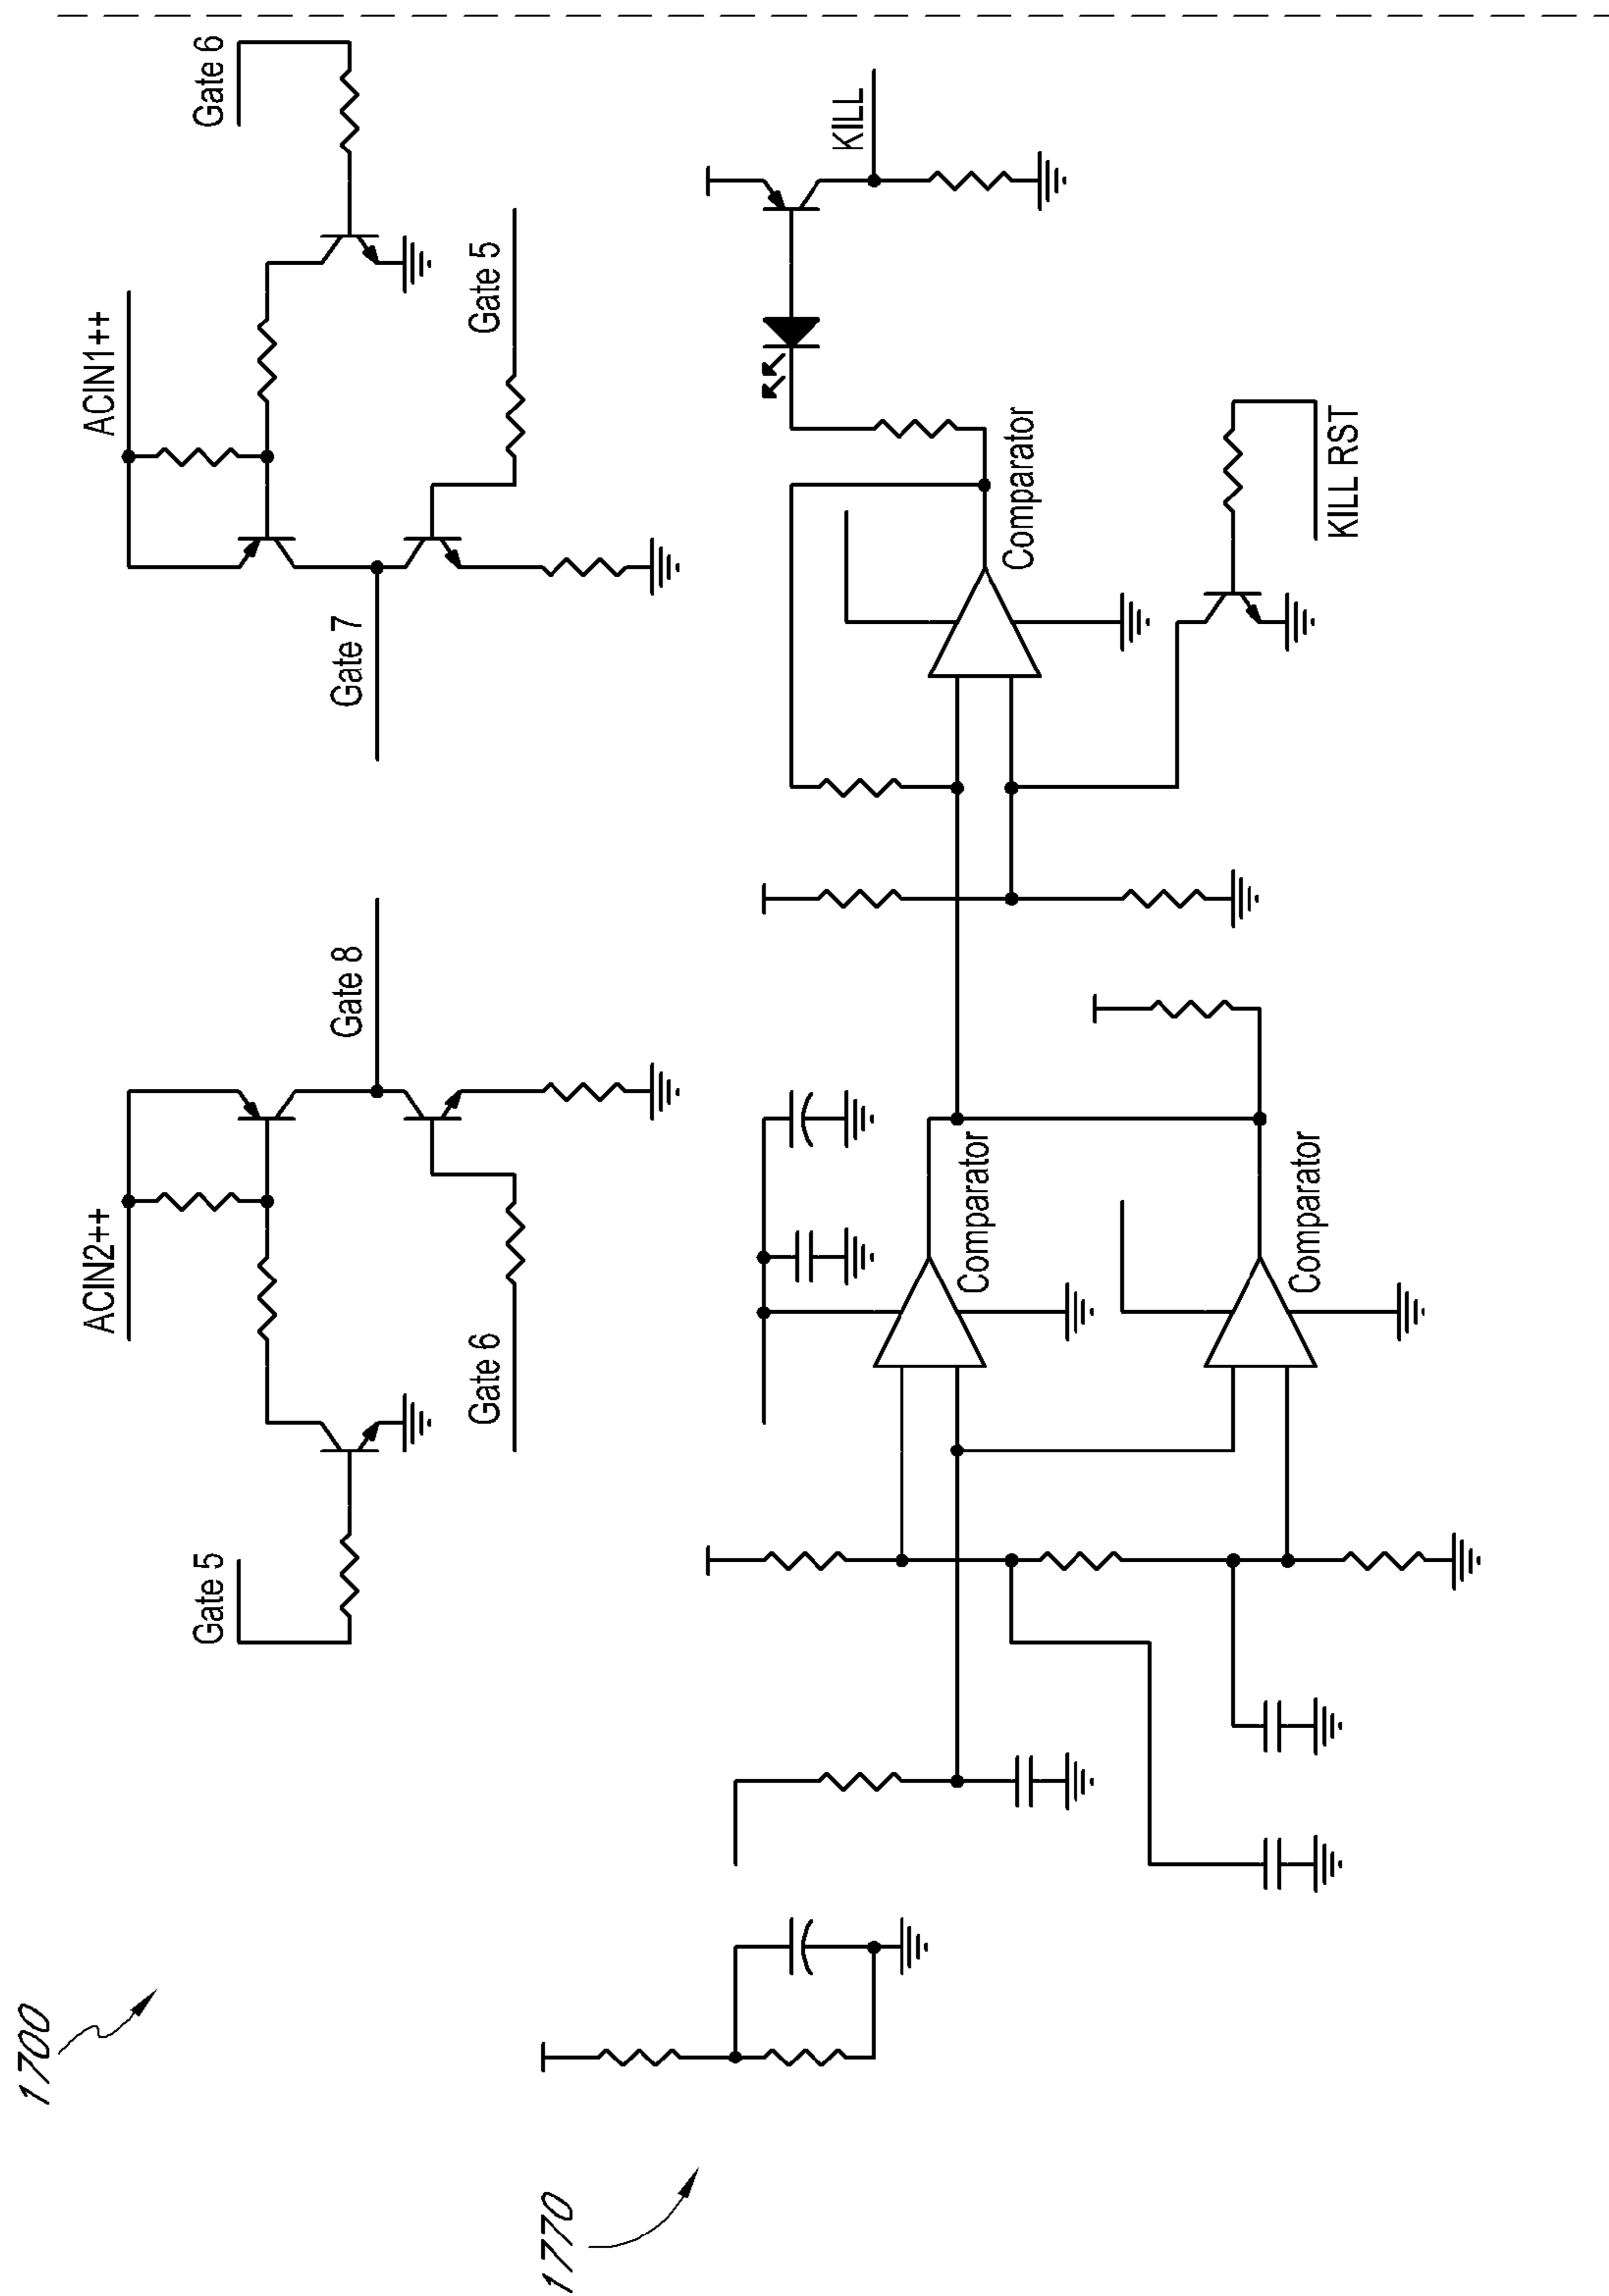 1700
Gate 5
ACIN2++
Gate 6
Gate 8
Gate 7
ACIN1++
Gate 5
Gate 6
1770
Comparator
Comparator
Comparator
KILL
KILL RST